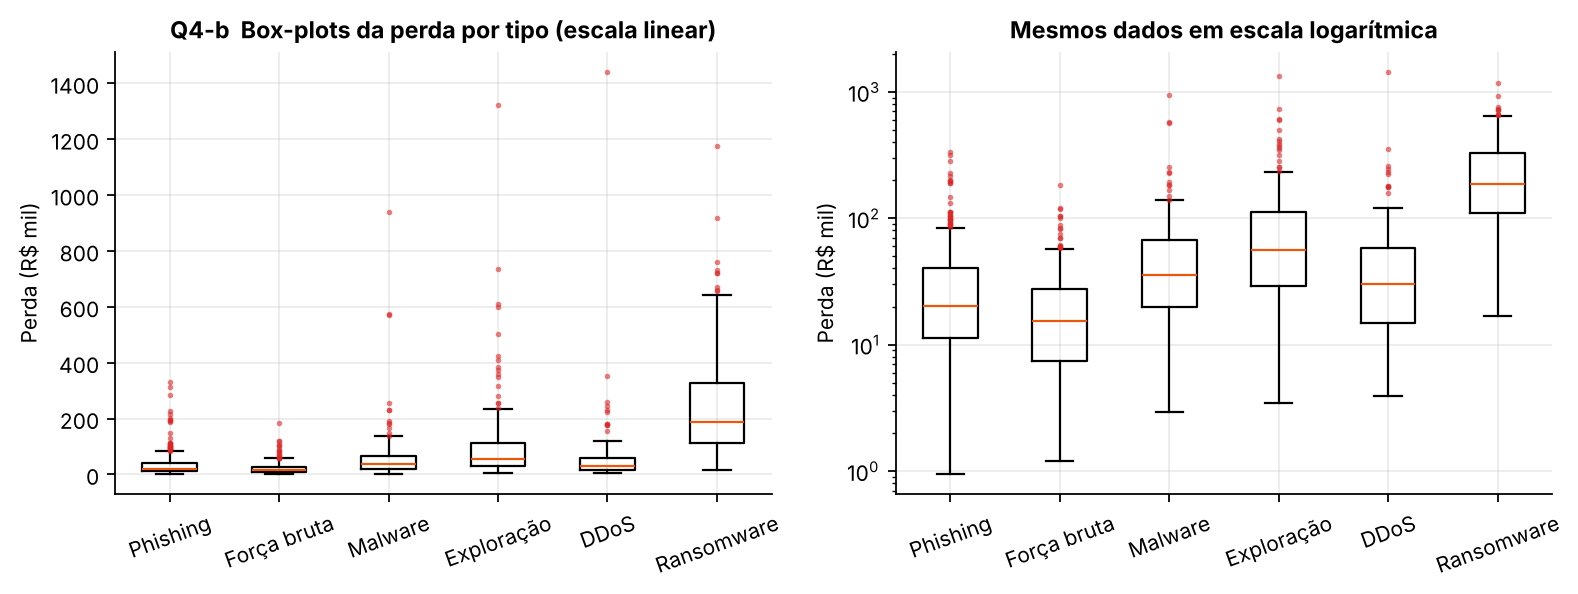 Q4-b  Box-plots da perda por tipo (escala linear)
Perda (R$ mil)
1400
1200
1000
800
600
400
200
0
Phishing
Força bruta
Malware
Exploração
DDoS
Ransomware
Mesmos dados em escala logarítmica
Perda (R$ mil)
10³
10²
10¹
10⁰
Phishing
Força bruta
Malware
Exploração
DDoS
Ransomware